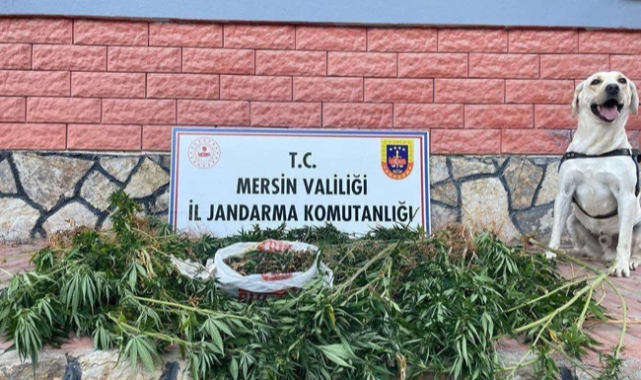 T.C.
MERSİN VALİLİĞİ
İL JANDARMA KOMUTANLIĞI